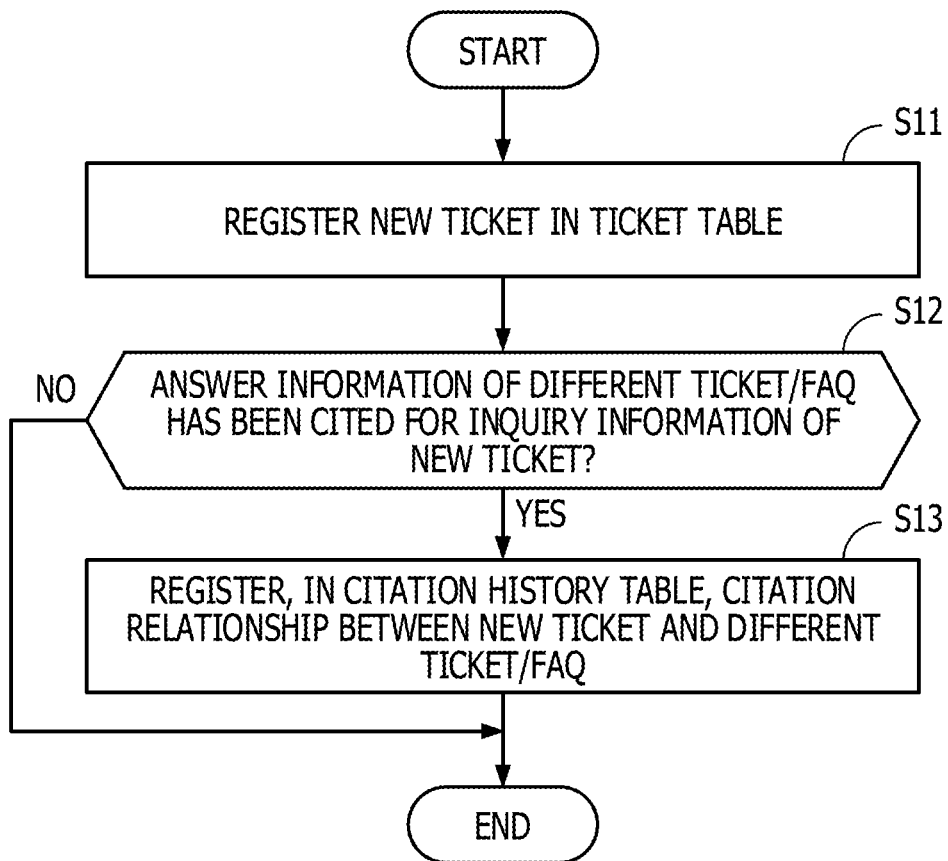 START
S11
REGISTER NEW TICKET IN TICKET TABLE
S12
NO
ANSWER INFORMATION OF DIFFERENT TICKET/FAQ
HAS BEEN CITED FOR INQUIRY INFORMATION OF
NEW TICKET?
YES
S13
REGISTER, IN CITATION HISTORY TABLE, CITATION
RELATIONSHIP BETWEEN NEW TICKET AND DIFFERENT
TICKET/FAQ
END